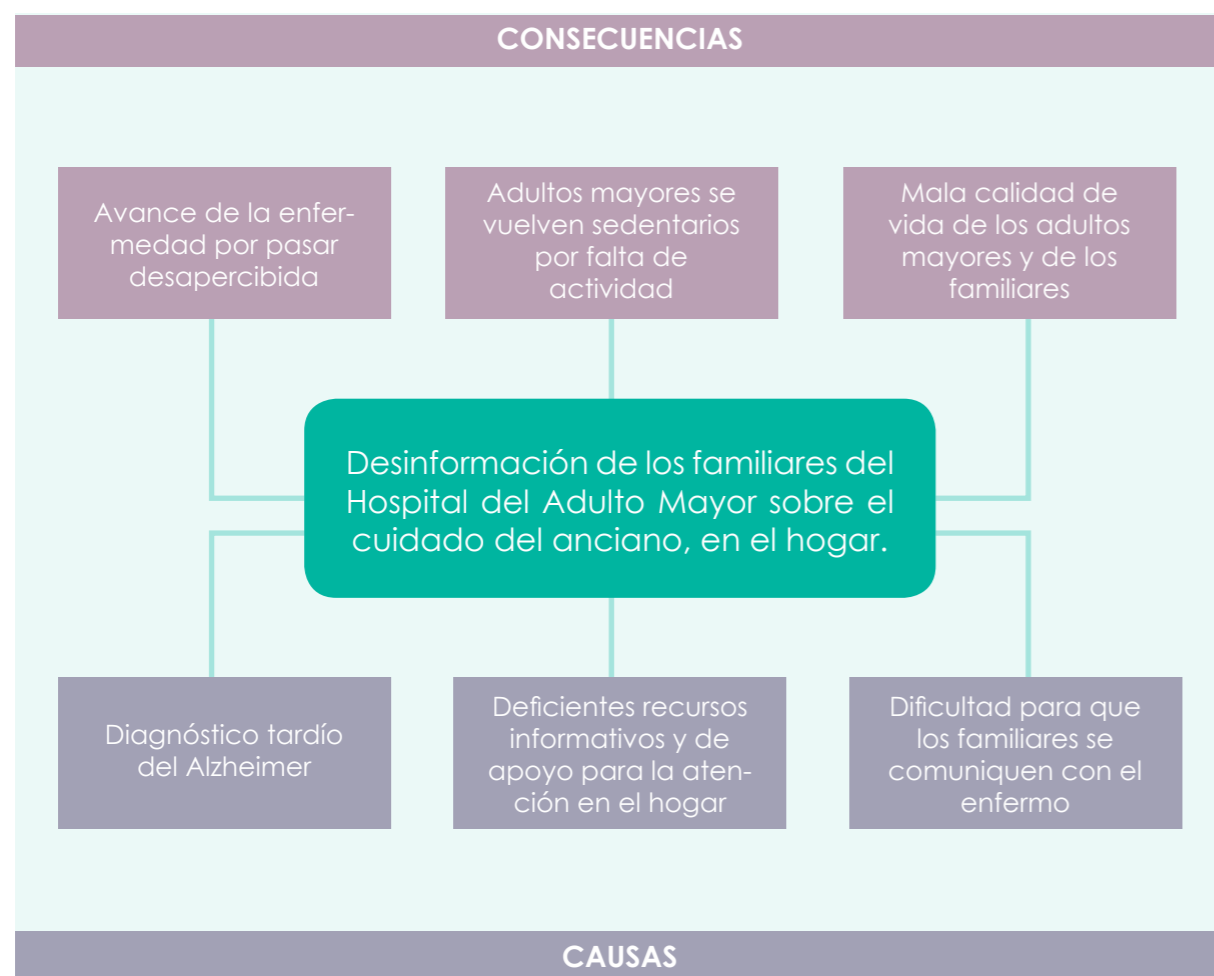 CONSECUENCIAS
Avance de la enfer-
medad por pasar
desapercibida
Adultos mayores se
vuelven sedentarios
por falta de
actividad
Mala calidad de
vida de los adultos
mayores y de los
familiares
Desinformación de los familiares del
Hospital del Adulto Mayor sobre el
cuidado del anciano, en el hogar.
Diagnóstico tardío
del Alzheimer
Deficientes recursos
informativos y de
apoyo para la aten-
ción en el hogar
Dificultad para que
los familiares se
comuniquen con el
enfermo
CAUSAS